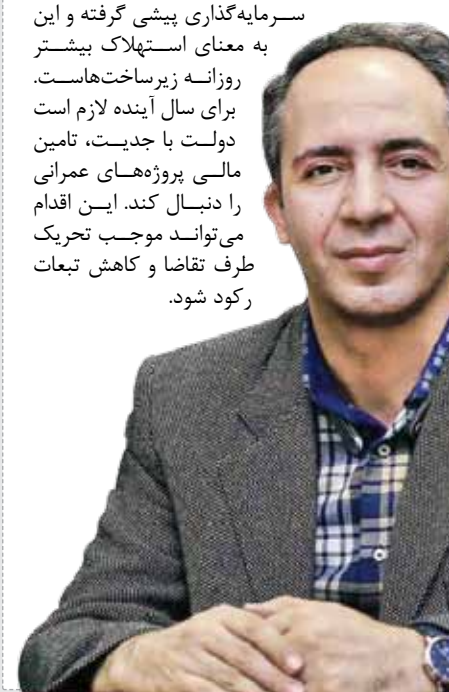 سرمایه‌گذاری پیشی گرفته و این
به معنای استهلاک بیشتر
روزانه زیرساخت‌هاست.
برای سال آینده لازم است
دولت با جدیت، تامین
مالی پروژه‌های عمرانی
را دنبال کند. این اقدام
می‌تواند موجب تحریک
طرف تقاضا و کاهش تبعات
رکود شود.